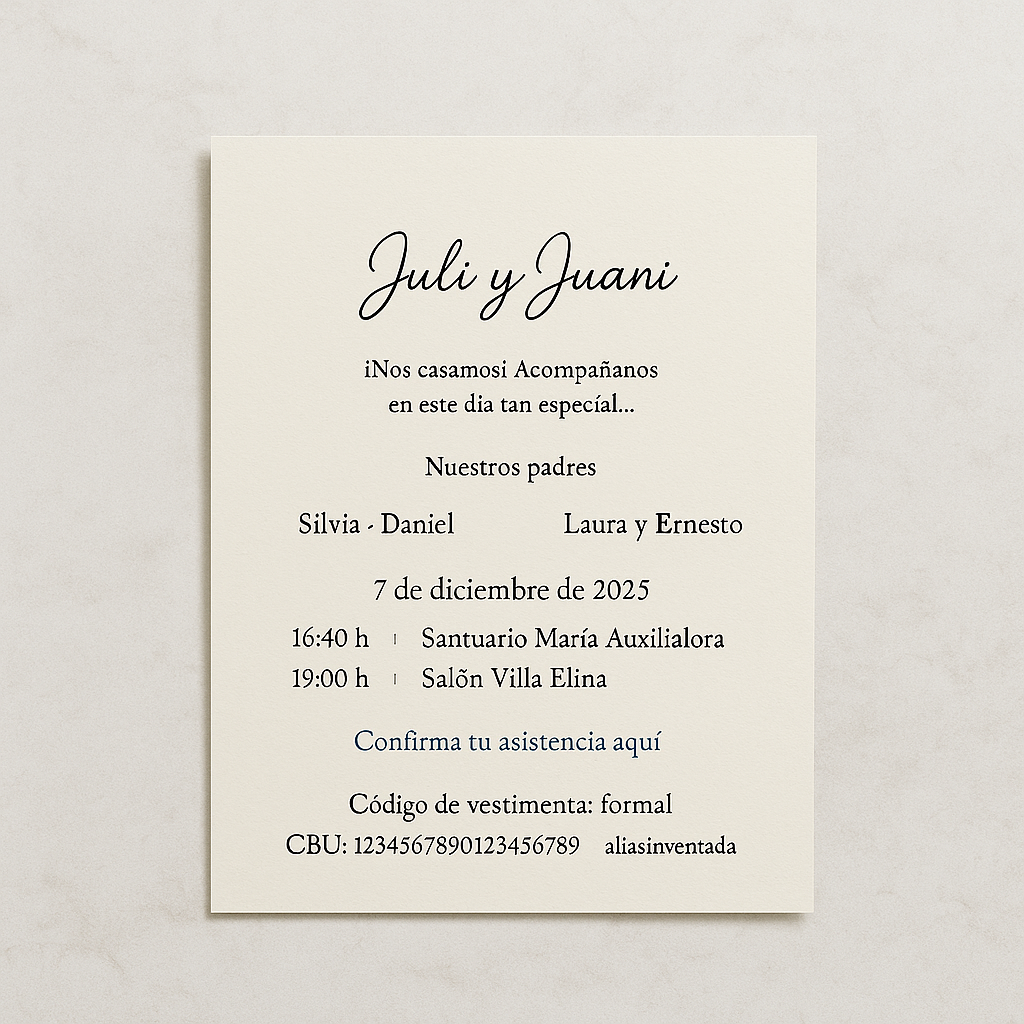 Juli y Juani
¡Nos casamos¡ Acompañanos
en este dia tan especíal...
Nuestros padres
Silvia - Daniel Laura y Ernesto
7 de diciembre de 2025
16:40 h | Santuario María Auxilialora
19:00 h | Salõn Villa Elina
Confirma tu asistencia aquí
Código de vestimenta: formal
CBU: 1234567890123456789 aliasinventada